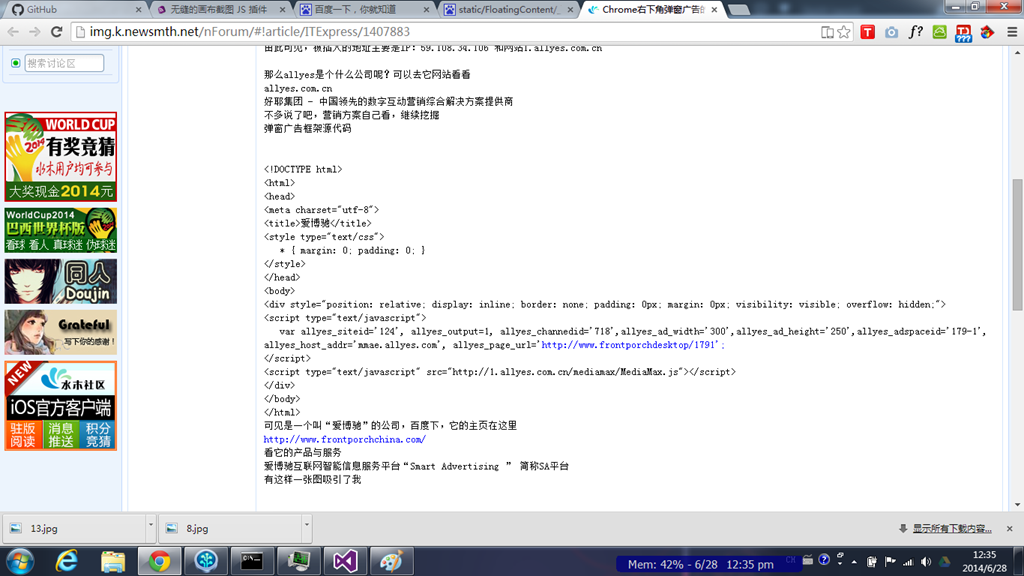 GitHub
无缝的画布截图 JS 插件
百度一下，你就知道
static/FloatingContent/_
Chrome右下角弹窗广告的
img.k.newsmth.net/nForum/#!article/ITExpress/1407883
搜索讨论区
WORLD CUP
2014
有奖竞猜
水木用户均可参与
大奖现金2014元
WorldCup2014
巴西世界杯版
看球 看人 真球迷 伪球迷
同人
Doujin
Grateful
写下你的感谢！
NEW
水木社区
iOS官方客户端
驻版 消息 积分
阅读 推送 竞猜
由此可见，被插入的地址主要是IP：59.108.34.106 和网站1.allyes.com.cn
那么allyes是个什么公司呢？可以去它网站看看
allyes.com.cn
好耶集团 - 中国领先的数字互动营销综合解决方案提供商
不多说了吧，营销方案自己看，继续挖掘
弹窗广告框架源代码
<!DOCTYPE html>
<html>
<head>
<meta charset="utf-8">
<title>爱博驰</title>
<style type="text/css">
* { margin: 0; padding: 0; }
</style>
</head>
<body>
<div style="position: relative; display: inline; border: none; padding: 0px; margin: 0px; visibility: visible; overflow: hidden;">
<script type="text/javascript">
var allyes_siteid='124', allyes_output=1, allyes_channedid='718',allyes_ad_width='300',allyes_ad_height='250',allyes_adspaceid='179-1',
allyes_host_addr='mmae.allyes.com', allyes_page_url='http://www.frontporchdesktop/1791';
</script>
<script type="text/javascript" src="http://1.allyes.com.cn/mediamax/MediaMax.js"></script>
</div>
</body>
</html>
可见是一个叫“爱博驰”的公司，百度下，它的主页在这里
http://www.frontporchchina.com/
看它的产品与服务
爱博驰互联网智能信息服务平台“Smart Advertising ” 简称SA平台
有这样一张图吸引了我
13.jpg
8.jpg
显示所有下载内容...
Mem: 42% - 6/28 12:35 pm
12:35
2014/6/28